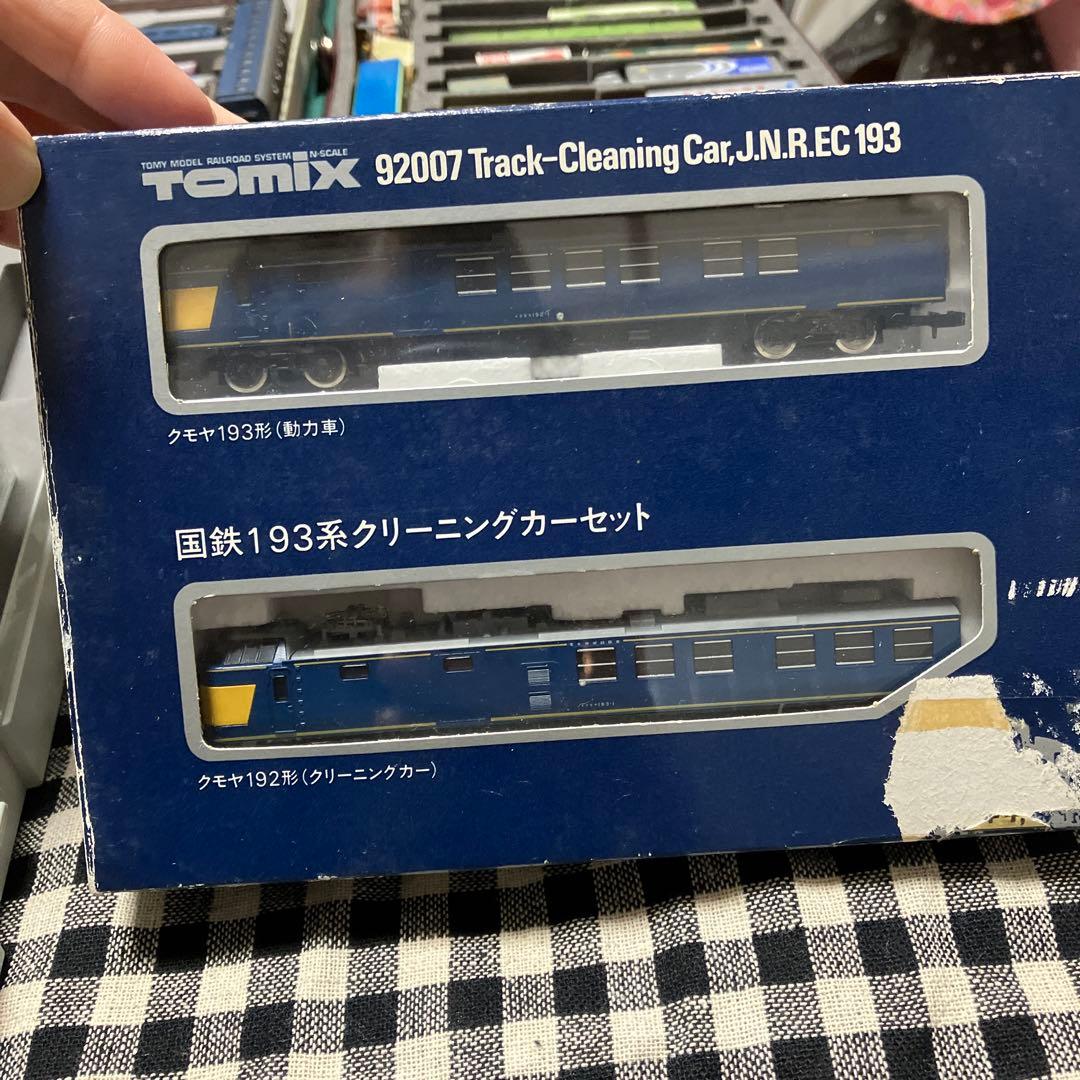 TOMY MODEL RAILROAD SYSTEM N-SCALE
TOMIX 92007 Track-Cleaning Car, J.N.R. EC 193
クモヤ193形(動力車)
国鉄193系クリーニングカーセット
クモヤ192形(クリーニングカー)